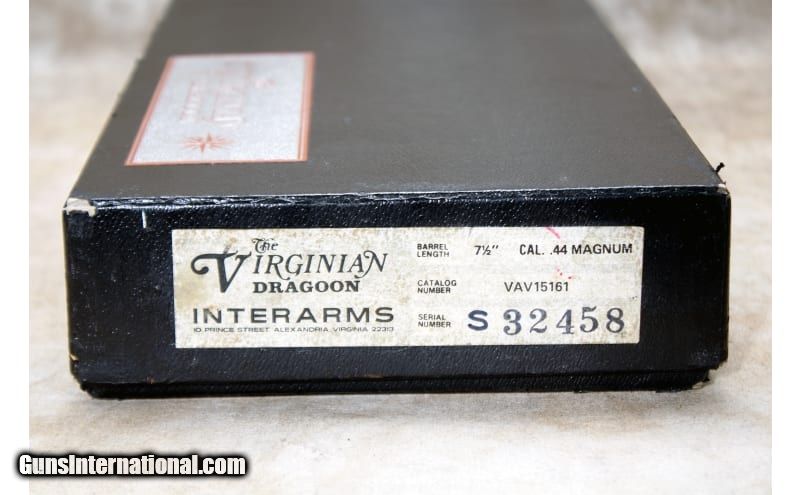 The
VIRGINIAN
DRAGOON
INTERARMS
10 PRINCE STREET, ALEXANDRIA, VIRGINIA 22313
BARREL LENGTH 7½" CAL. .44 MAGNUM
CATALOG NUMBER VAV15161
SERIAL NUMBER S 32458
GunsInternational.com